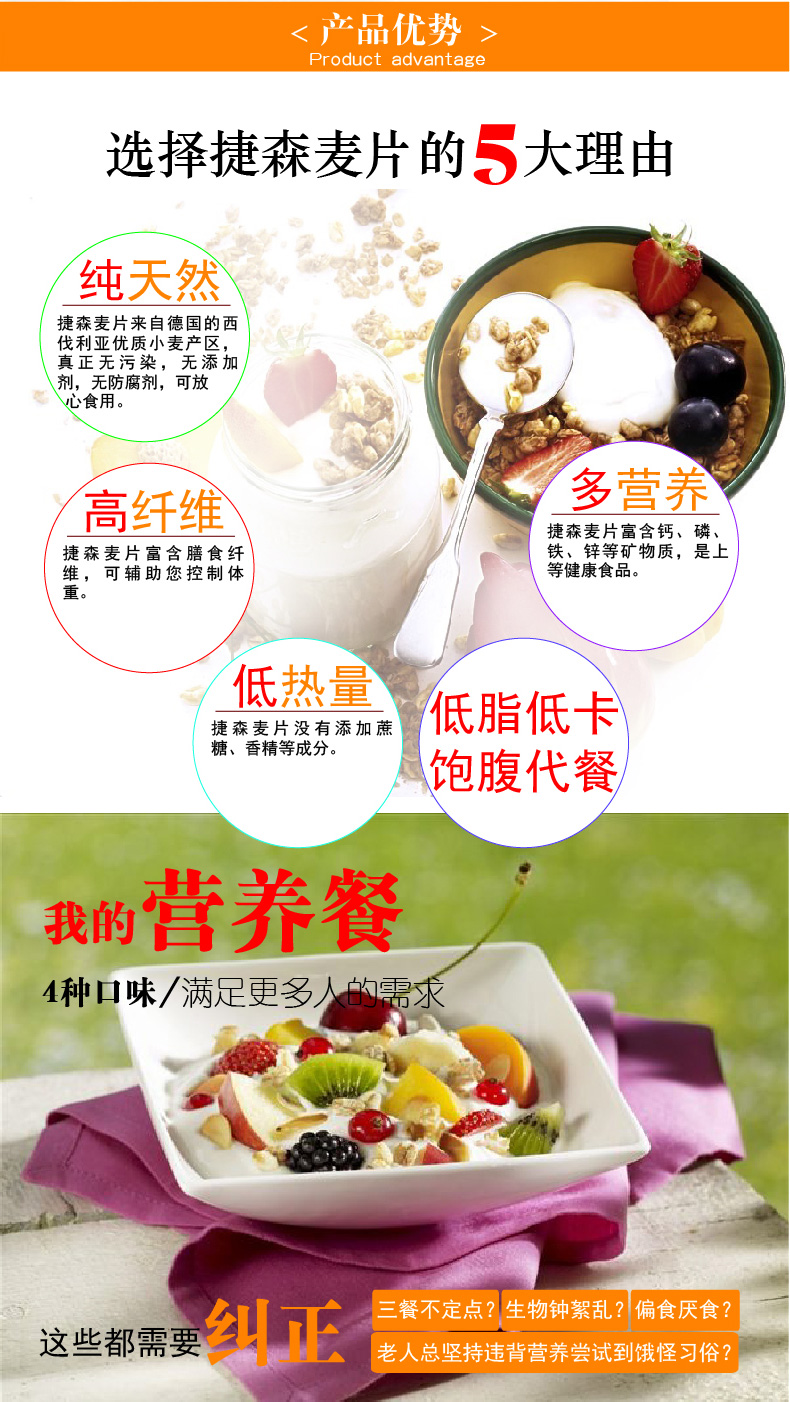 < 产品优势 >
Product advantage
选择捷森麦片的5大理由
纯天然
捷森麦片来自德国的西
伐利亚优质小麦产区，
真正无污染，无添加
剂，无防腐剂，可放
心食用。
高纤维
捷森麦片富含膳食纤
维，可辅助您控制体
重。
多营养
捷森麦片富含钙、磷、
铁、锌等矿物质，是上
等健康食品。
低热量
捷森麦片没有添加蔗
糖、香精等成分。
低脂低卡
饱腹代餐
我的营养餐
4种口味/满足更多人的需求
这些都需要纠正
三餐不定点？生物钟絮乱？偏食厌食？
老人总坚持违背营养尝试到饿怪习俗？